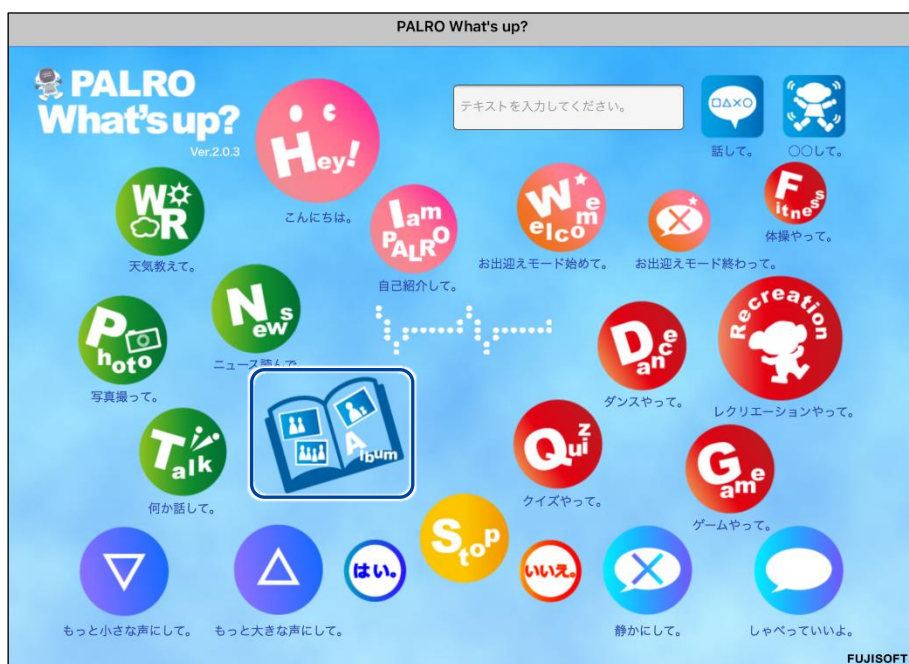 PALRO What's up?
PALRO
What's up?
Ver.2.0.3
Hey!
こんにちは。
テキストを入力してください。
話して。
○○して。
WR
天気教えて。
I am
PALRO
自己紹介して。
Welcome
お出迎えモード始めて。
お出迎えモード終わって。
Fitness
体操やって。
News
ニュース読んで
Photo
写真撮って。
Dance
ダンスやって。
Recreation
レクリエーションやって。
Album
Talk
何か話して。
Quiz
クイズやって。
Game
ゲームやって。
Stop
はい。
いいえ。
もっと小さな声にして。
もっと大きな声にして。
静かにして。
しゃべっていいよ。
FUJISOFT